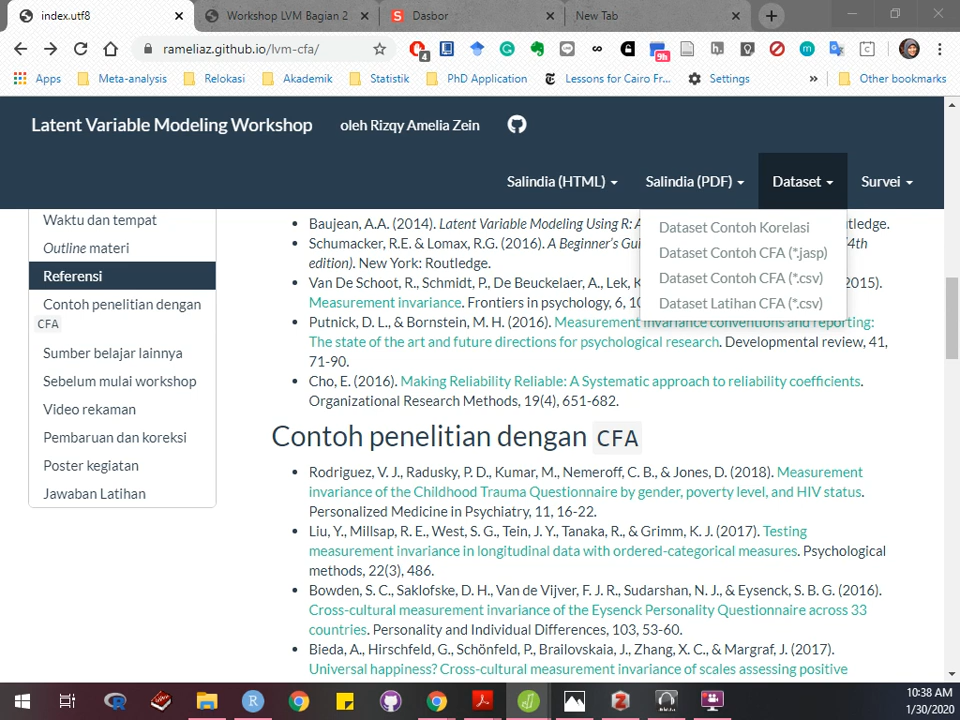 index.utf8
Workshop LVM Bagian 2
Dasbor
New Tab
rameliaz.github.io/lvm-cfa/
4
9h
h.
Apps
Meta-analysis
Relokasi
Akademik
Statistik
PhD Application
Lessons for Cairo Fr...
Settings
»
Other bookmarks
Latent Variable Modeling Workshop
oleh Rizqy Amelia Zein
Salindia (HTML)
Salindia (PDF)
Dataset
Survei
Dataset Contoh Korelasi
Dataset Contoh CFA (*.jasp)
Dataset Contoh CFA (*.csv)
Dataset Latihan CFA (*.csv)
Waktu dan tempat
Outline materi
Referensi
Contoh penelitian dengan
CFA
Sumber belajar lainnya
Sebelum mulai workshop
Video rekaman
Pembaruan dan koreksi
Poster kegiatan
Jawaban Latihan
Baujean, A.A. (2014). Latent Variable Modeling Using R: A
Schumacker, R.E. & Lomax, R.G. (2016). A Beginner's Gui (4th
edition). New York: Routledge.
Van De Schoot, R., Schmidt, P., De Beuckelaer, A., Lek, 2015).
Measurement invariance. Frontiers in psychology, 6, 10
Putnick, D. L., & Bornstein, M. H. (2016). Measurement invariance conventions and reporting:
The state of the art and future directions for psychological research. Developmental review, 41,
71-90.
Cho, E. (2016). Making Reliability Reliable: A Systematic approach to reliability coefficients.
Organizational Research Methods, 19(4), 651-682.
Contoh penelitian dengan CFA
Rodriguez, V. J., Radusky, P. D., Kumar, M., Nemeroff, C. B., & Jones, D. (2018). Measurement
invariance of the Childhood Trauma Questionnaire by gender, poverty level, and HIV status.
Personalized Medicine in Psychiatry, 11, 16-22.
Liu, Y., Millsap, R. E., West, S. G., Tein, J. Y., Tanaka, R., & Grimm, K. J. (2017). Testing
measurement invariance in longitudinal data with ordered-categorical measures. Psychological
methods, 22(3), 486.
Bowden, S. C., Saklofske, D. H., Van de Vijver, F. J. R., Sudarshan, N. J., & Eysenck, S. B. G. (2016).
Cross-cultural measurement invariance of the Eysenck Personality Questionnaire across 33
countries. Personality and Individual Differences, 103, 53-60.
Bieda, A., Hirschfeld, G., Schönfeld, P., Brailovskaia, J., Zhang, X. C., & Margraf, J. (2017).
Universal happiness? Cross-cultural measurement invariance of scales assessing positive
10:38 AM
1/30/2020